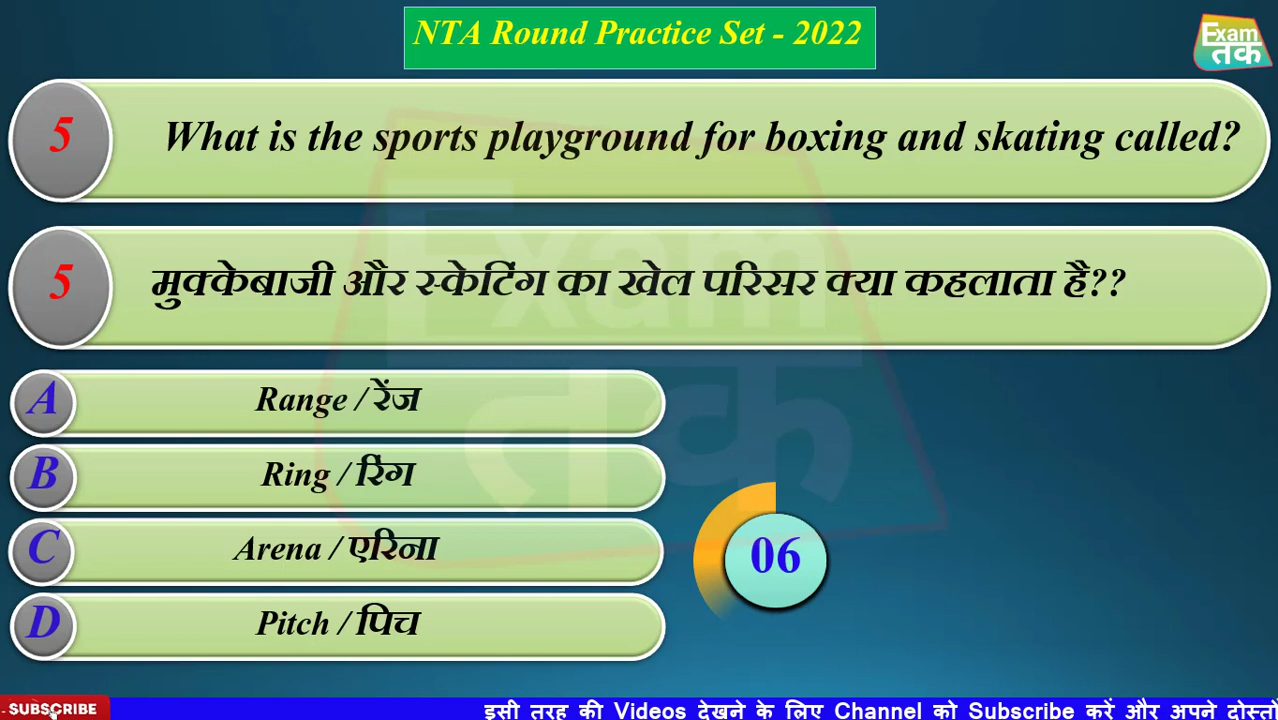 NTA Round Practice Set - 2022
Exam
तक
5 What is the sports playground for boxing and skating called?
5 मुक्केबाजी और स्केटिंग का खेल परिसर क्या कहलाता है??
A Range / रेंज
B Ring / रिंग
C Arena / एरिना
D Pitch / पिच
06
Exam
तक
SUBSCRIBE इसी तरह की Videos देखने के लिए Channel को Subscribe करें और अपने दोस्तों